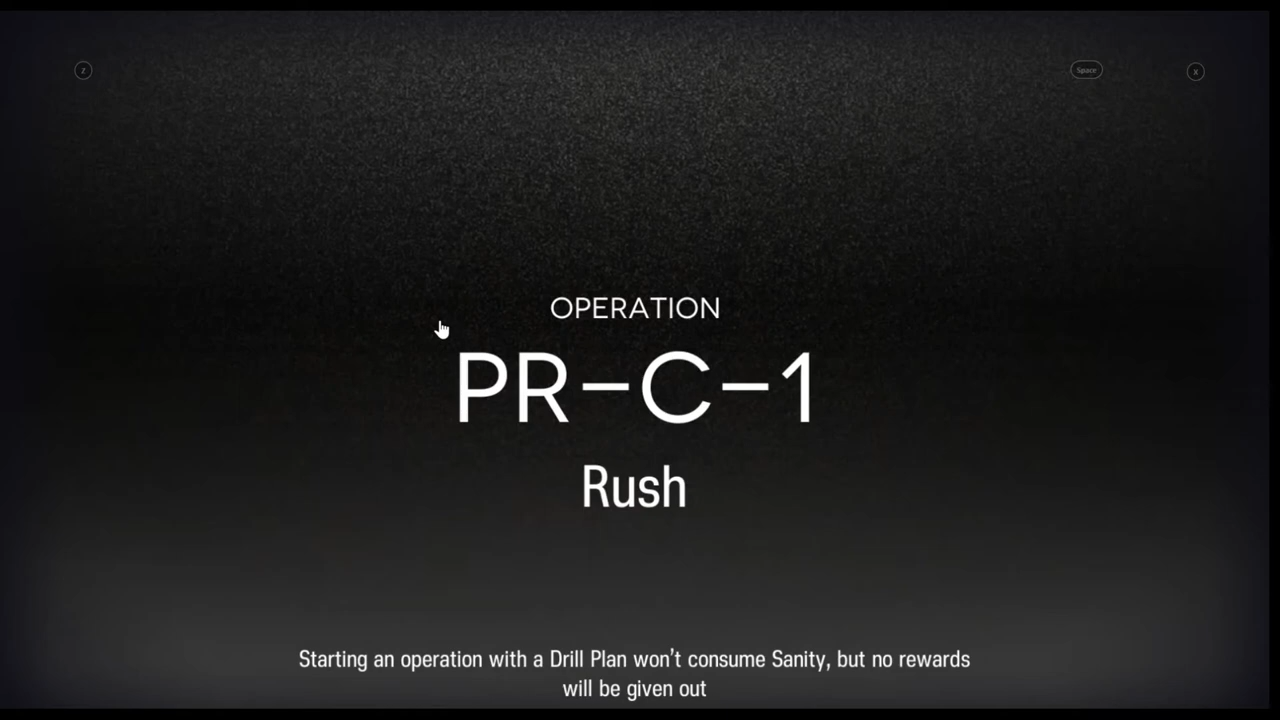 Z
Space
X
OPERATION
PR-C-1
Rush
Starting an operation with a Drill Plan won't consume Sanity, but no rewards
will be given out